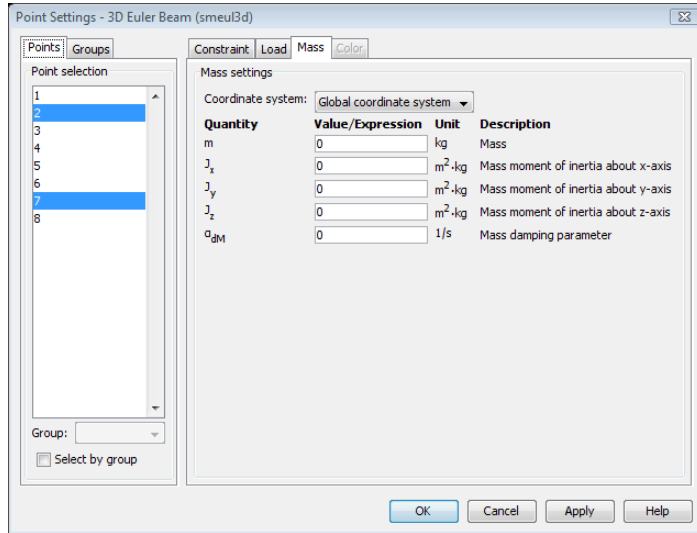 Point Settings - 3D Euler Beam (smeul3d)
Points Groups
Constraint Load Mass Color
Point selection
1
2
3
4
5
6
7
8
Group:
Select by group
Mass settings
Coordinate system: Global coordinate system
Quantity Value/Expression Unit Description
m 0 kg Mass
Jx 0 m²·kg Mass moment of inertia about x-axis
Jy 0 m²·kg Mass moment of inertia about y-axis
Jz 0 m²·kg Mass moment of inertia about z-axis
αdM 0 1/s Mass damping parameter
OK Cancel Apply Help